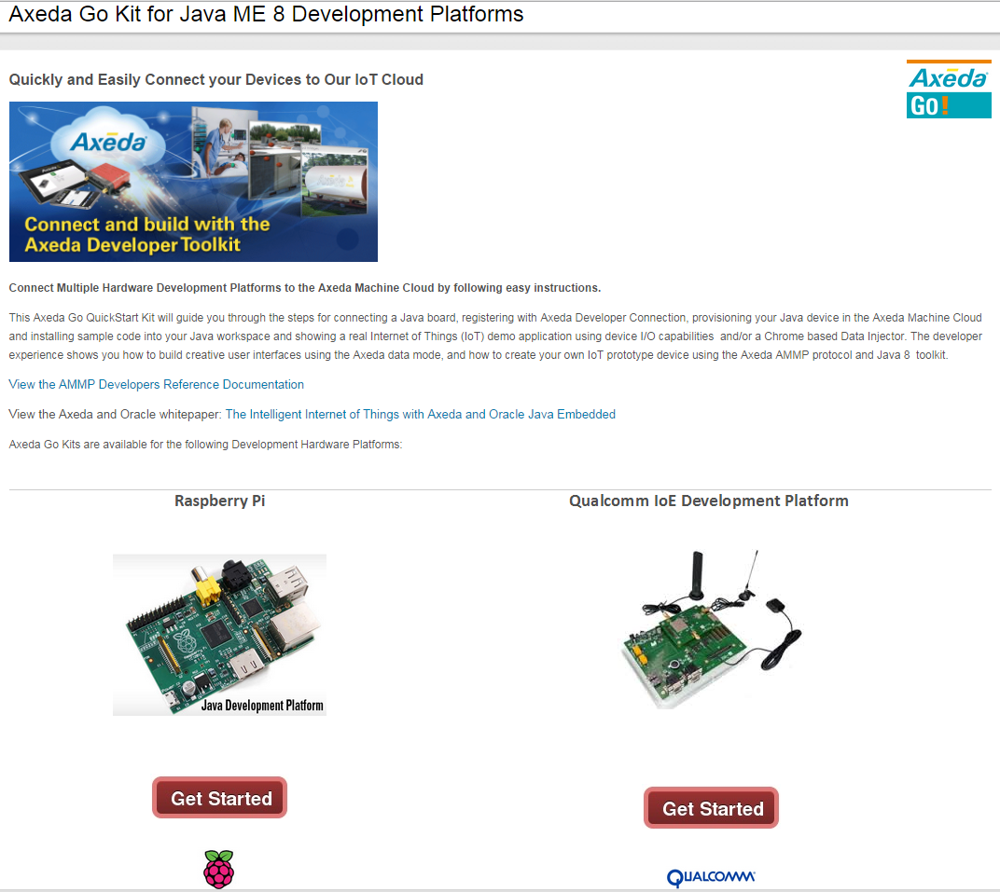 Axeda Go Kit for Java ME 8 Development Platforms
Quickly and Easily Connect your Devices to Our IoT Cloud
Axeda
Go!
Axeda
Connect and build with the
Axeda Developer Toolkit
Connect Multiple Hardware Development Platforms to the Axeda Machine Cloud by following easy instructions.
This Axeda Go QuickStart Kit will guide you through the steps for connecting a Java board, registering with Axeda Developer Connection, provisioning your Java device in the Axeda Machine Cloud
and installing sample code into your Java workspace and showing a real Internet of Things (IoT) demo application using device I/O capabilities  and/or a Chrome based Data Injector. The developer
experience shows you how to build creative user interfaces using the Axeda data mode, and how to create your own IoT prototype device using the Axeda AMMP protocol and Java 8  toolkit.
View the AMMP Developers Reference Documentation
View the Axeda and Oracle whitepaper: The Intelligent Internet of Things with Axeda and Oracle Java Embedded
Axeda Go Kits are available for the following Development Hardware Platforms:
Raspberry Pi
Qualcomm IoE Development Platform
Java Development Platform
Get Started
Get Started
QUALCOMM